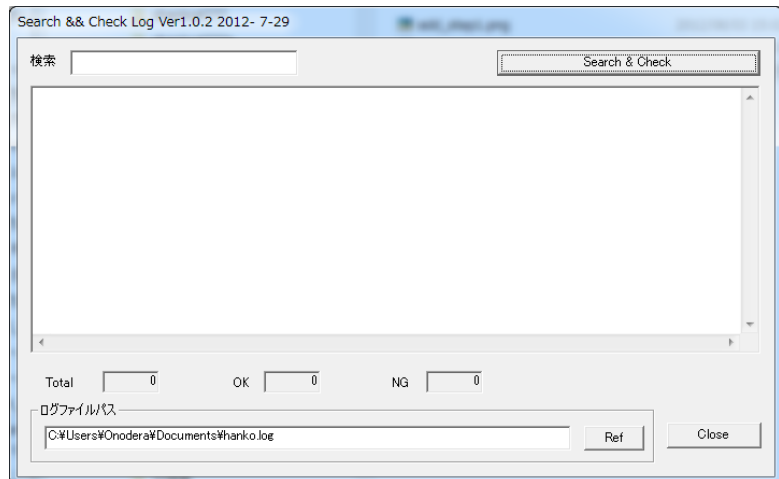 Search && Check Log Ver1.0.2 2012- 7-29
検索
Search & Check
Total 0 OK 0 NG 0
ログファイルパス
C:¥Users¥Onodera¥Documents¥hanko.log
Ref
Close